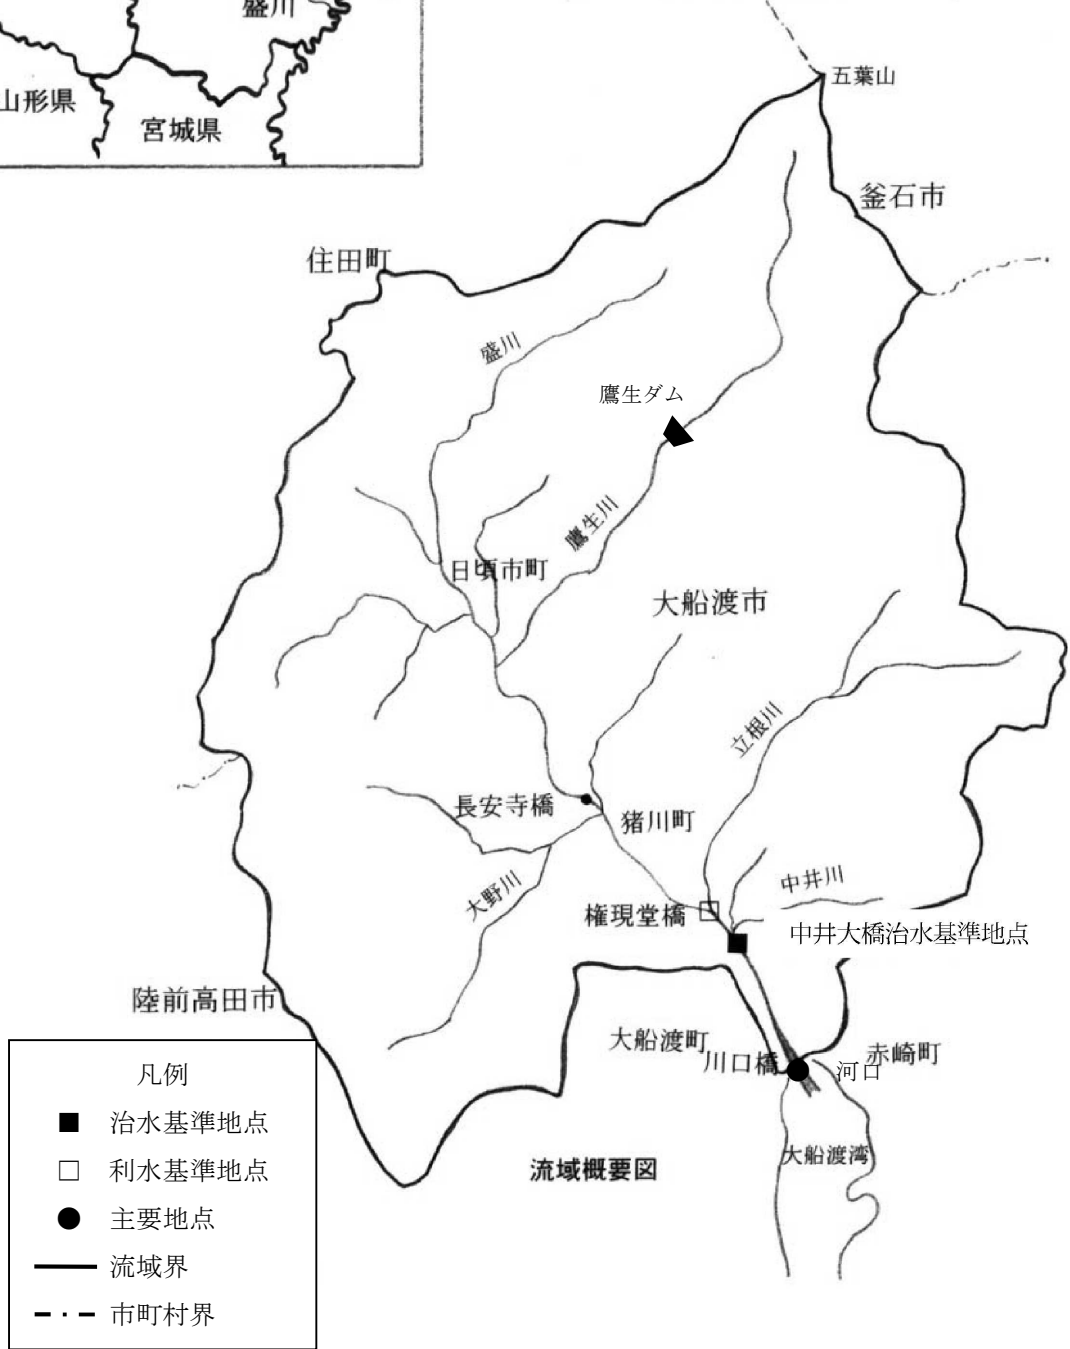 盛川
山形県
宮城県
五葉山
釜石市
住田町
盛川
鷹生ダム
鷹生川
日頃市町
大船渡市
立根川
長安寺橋
猪川町
中井川
大野川
権現堂橋
中井大橋治水基準地点
陸前高田市
大船渡町
川口橋
河口
赤崎町
大船渡湾
流域概要図
凡例
治水基準地点
利水基準地点
主要地点
流域界
市町村界